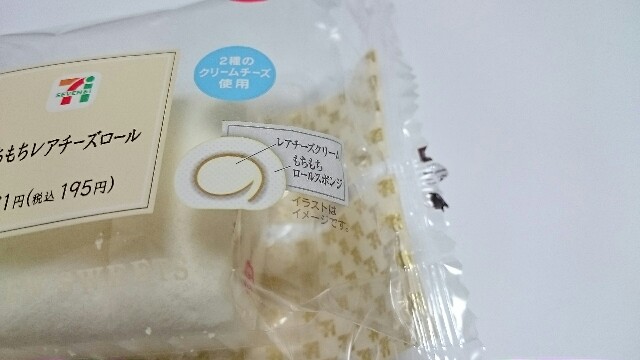 2種の
クリームチーズ
使用
SEVEN i
もちレアチーズロール
1円(税込 195円)
レアチーズクリーム
もちもち
ロールスポンジ
イラストは
イメージです。